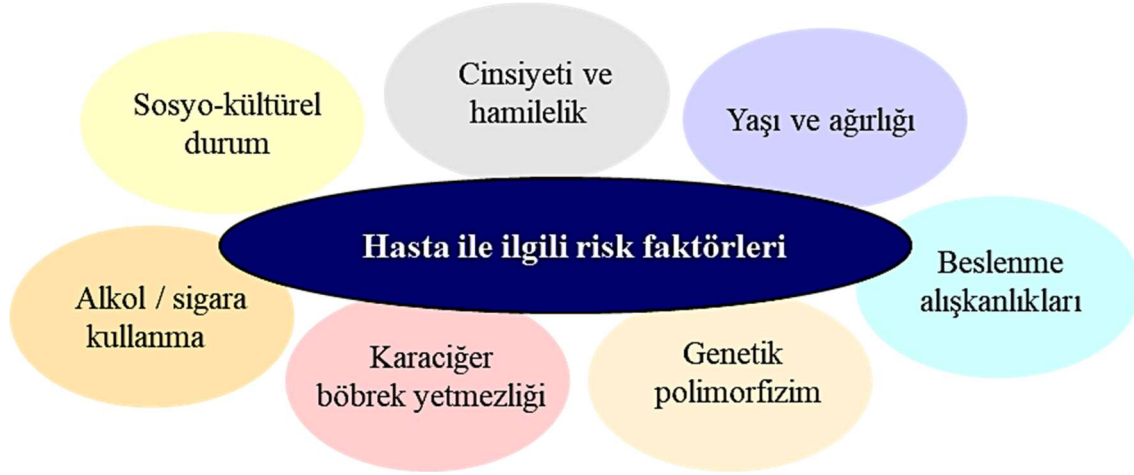 Sosyo-kültürel
durum
Cinsiyeti ve
hamilelik
Yaşı ve ağırlığı
Hasta ile ilgili risk faktörleri
Alkol / sigara
kullanma
Karaciğer
böbrek yetmezliği
Genetik
polimorfizim
Beslenme
alışkanlıkları